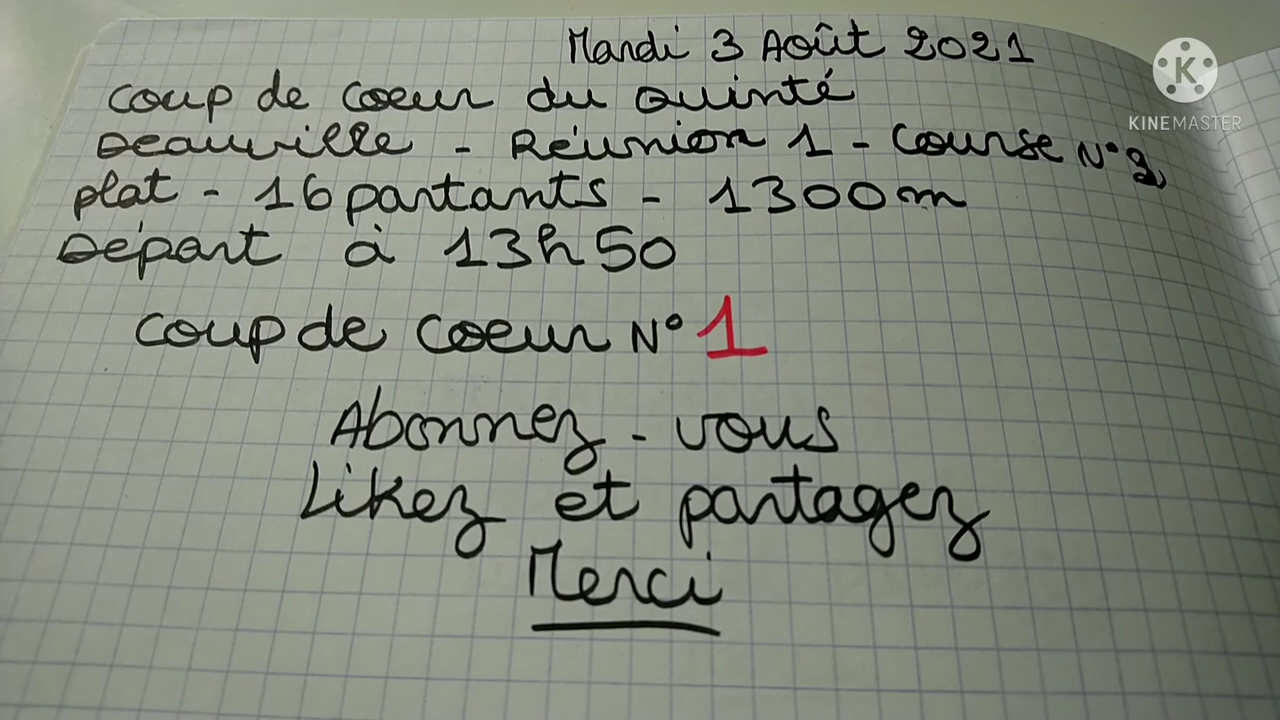 Mardi 3 Août 2021
K
KINEMASTER
coup de coeur du Quinté
Deauville - Réunion 1 - Course N° 2
plat - 16 partants - 1300m
Départ à 13h50
coup de coeur N° 1
Abonnez-vous
Likez et partagez
Merci